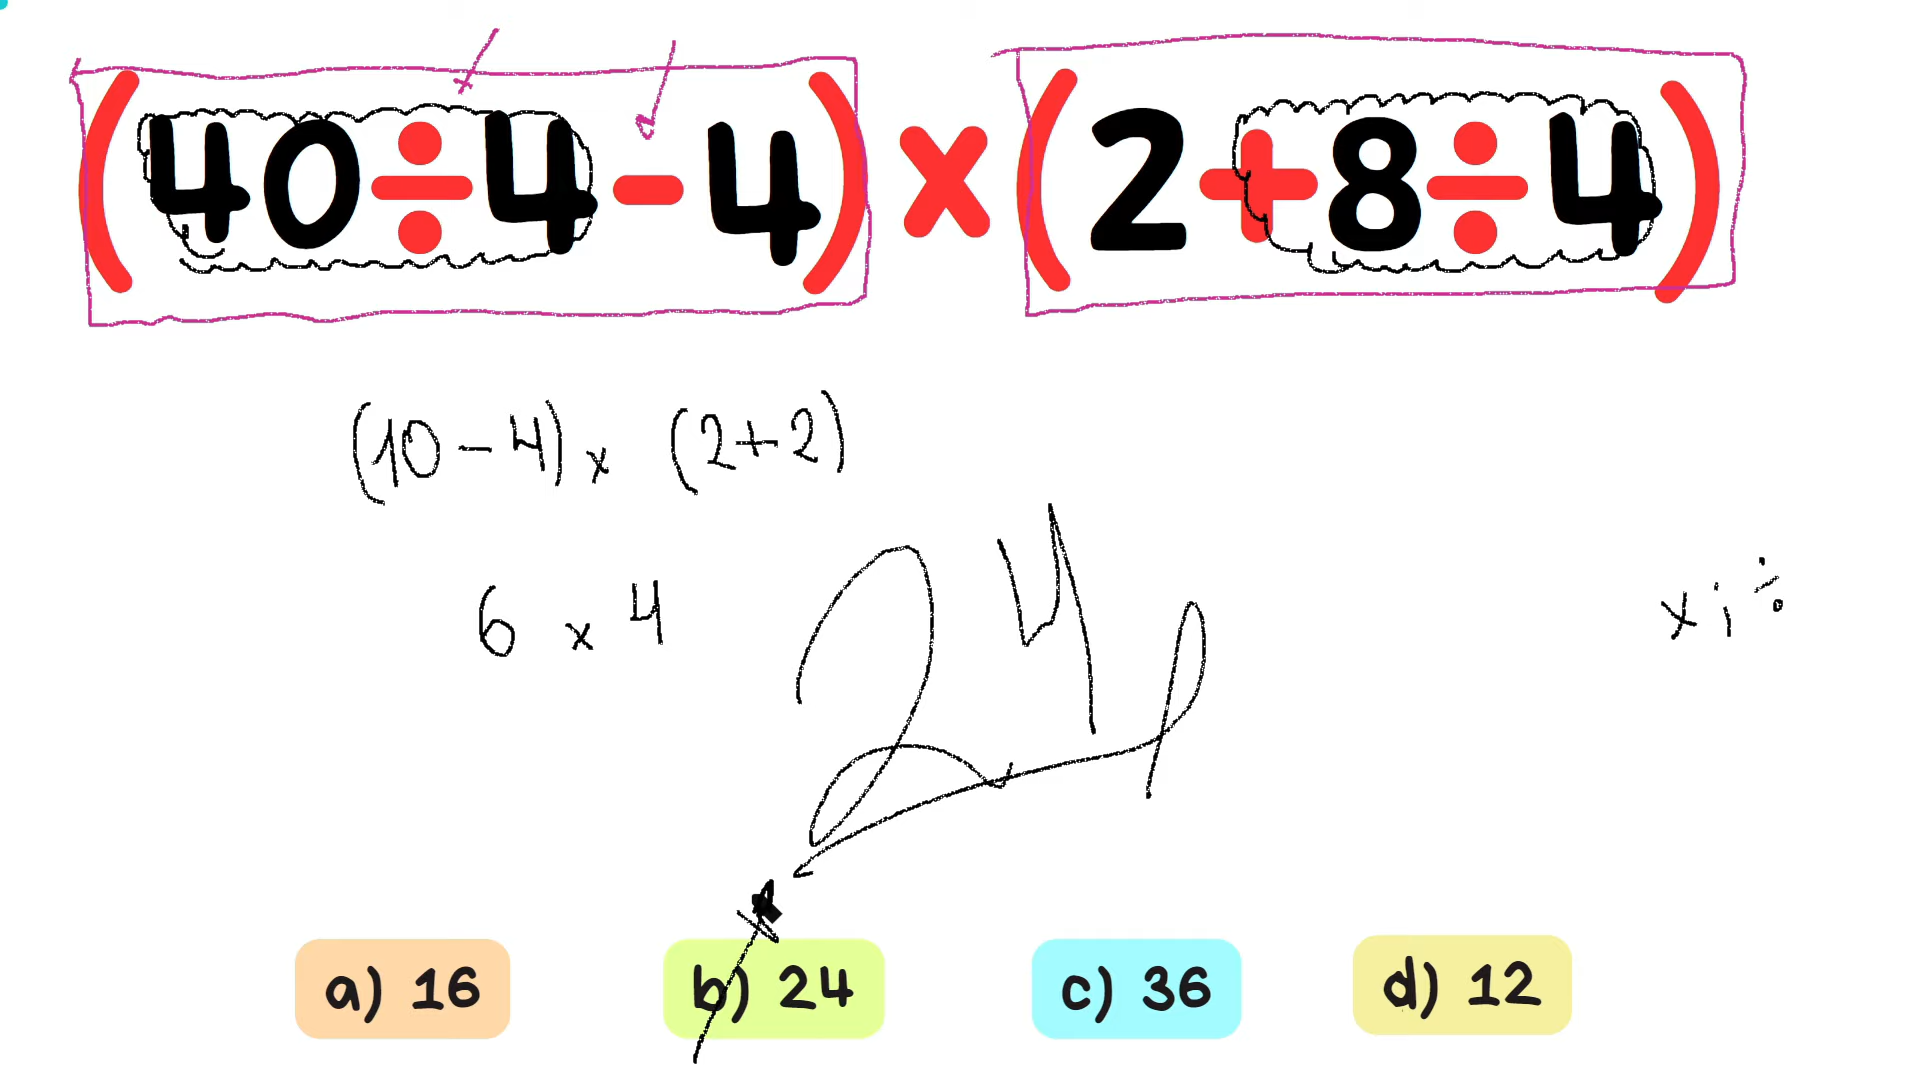 (40÷4-4)×(2+8÷4)
(10-4)x (2+2)
6 x 4
24
x ; ÷
a) 16
b) 24
c) 36
d) 12